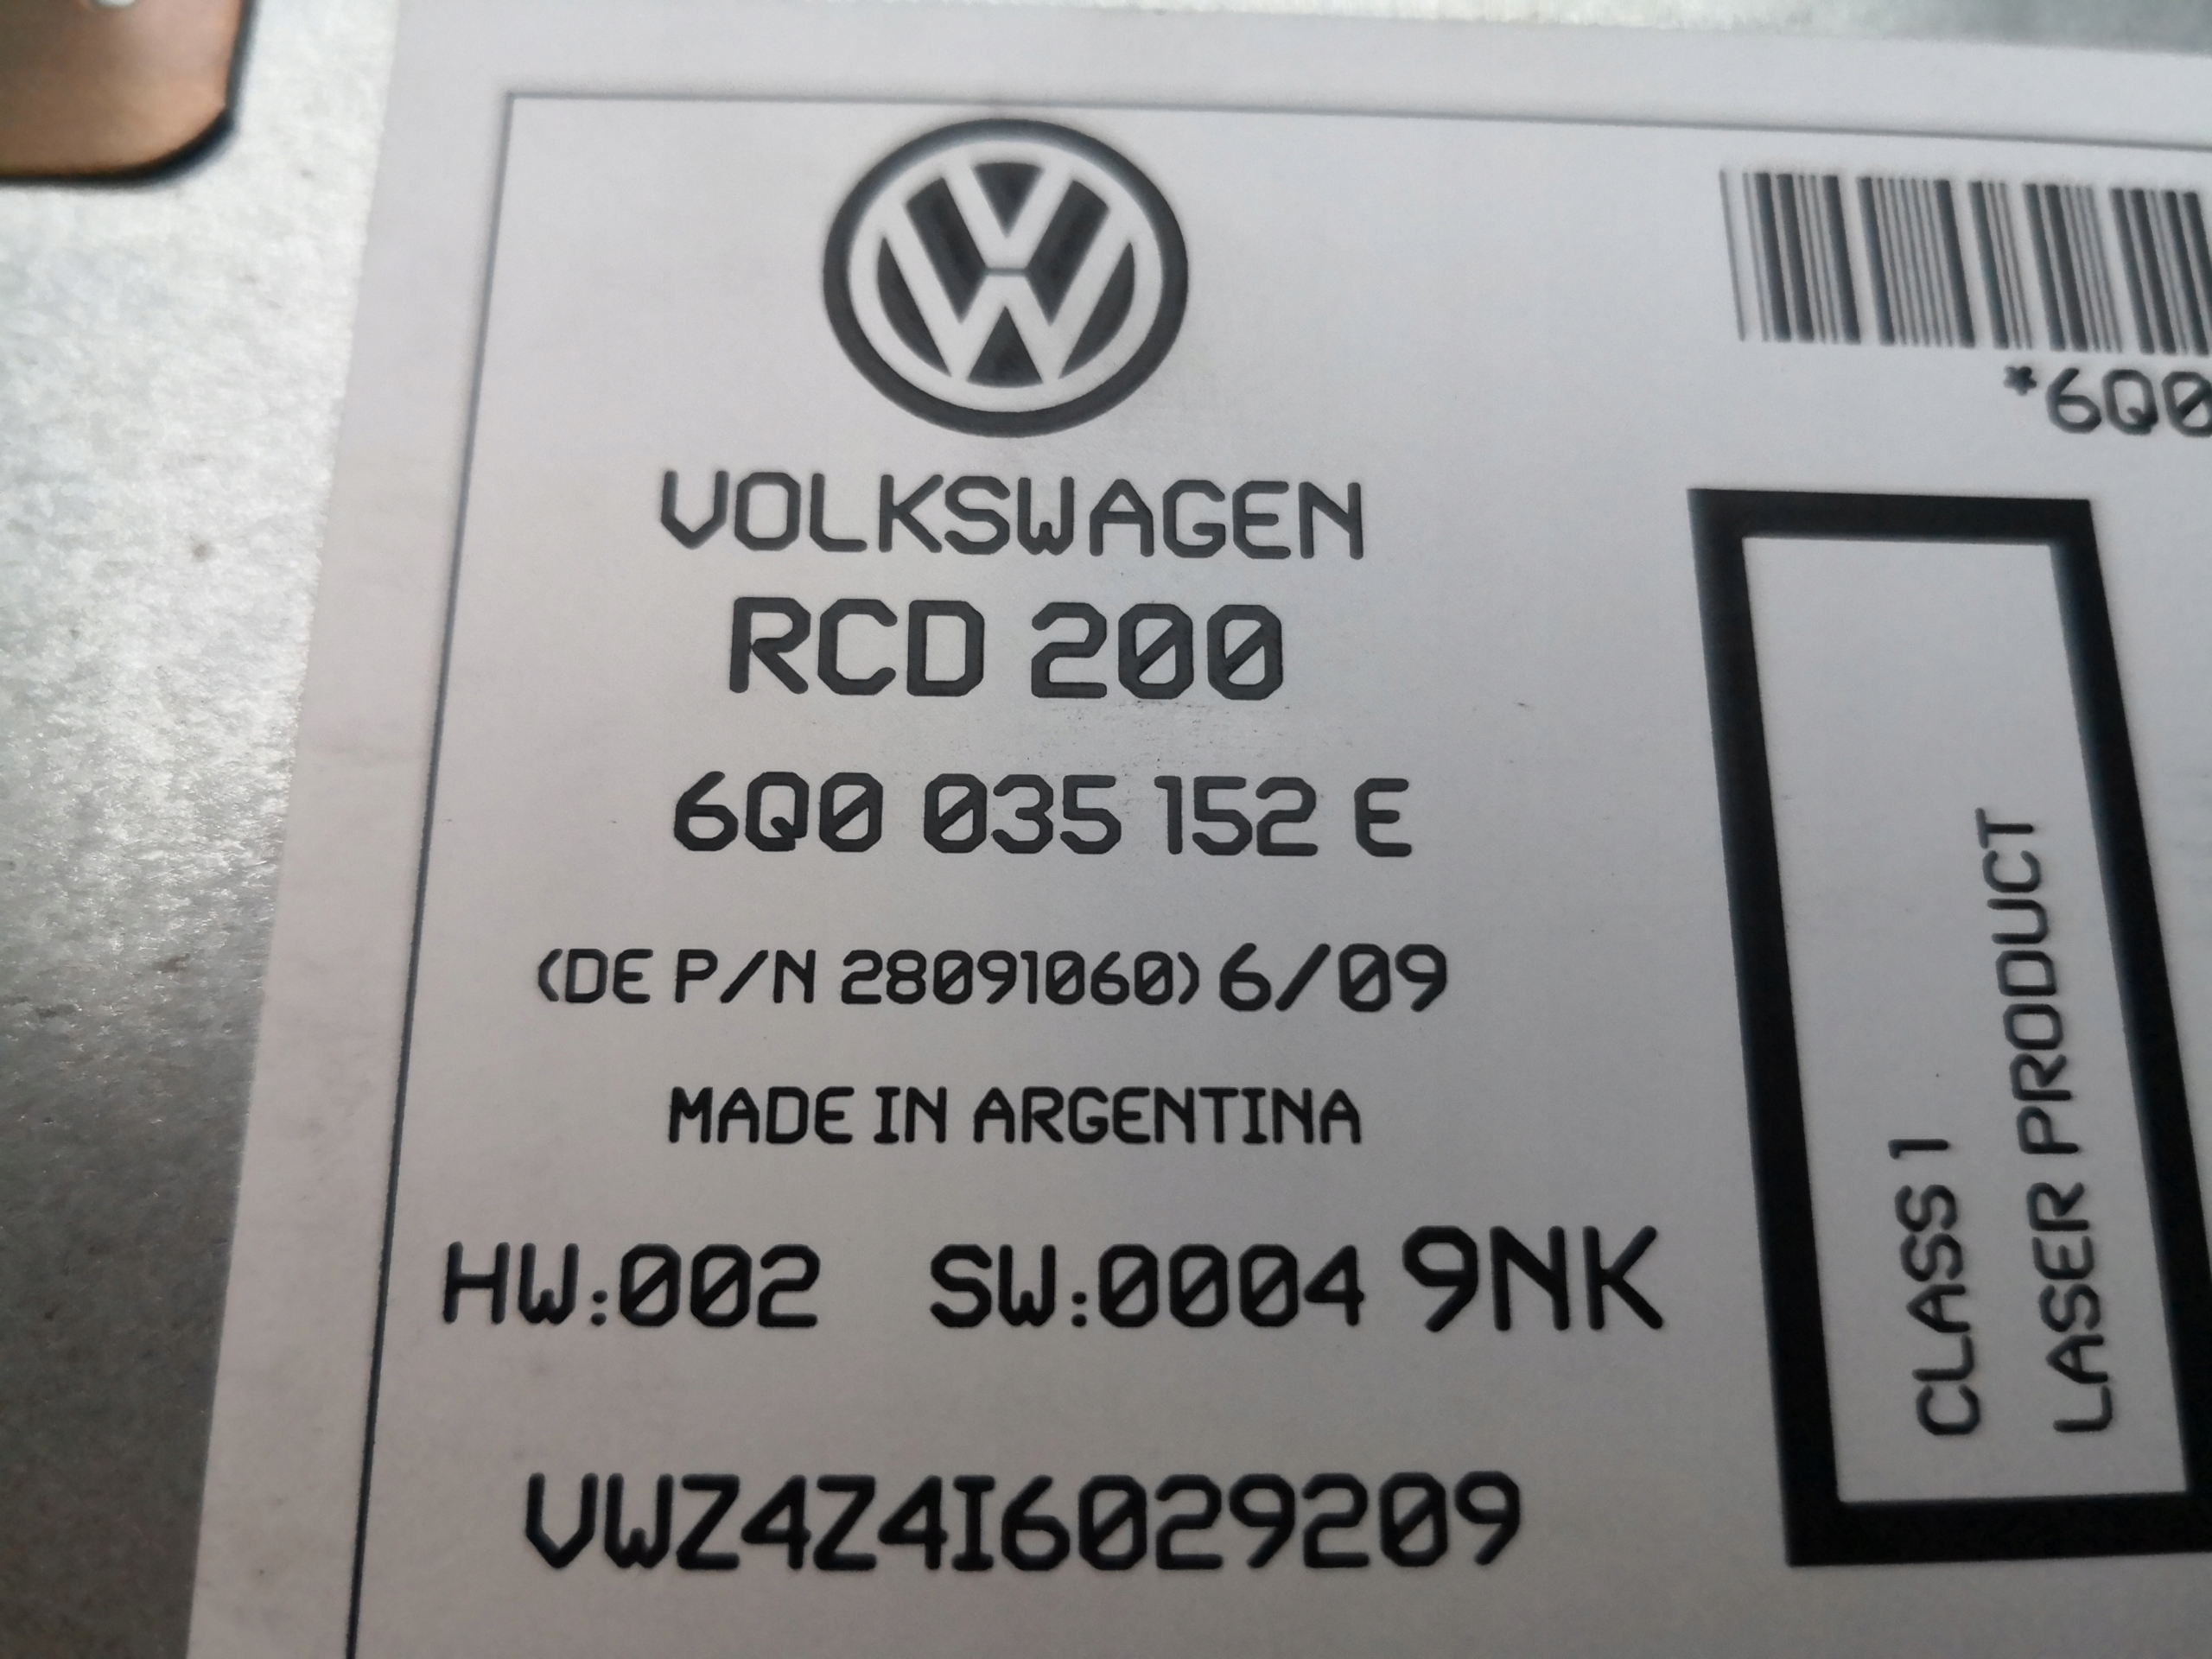 VOLKSWAGEN
RCD 200
6Q0 035 152 E
(DE P/N 28091060) 6/09
MADE IN ARGENTINA
HW:002 SW:0004 9NK
VWZ4Z4I6029209
*6Q0
CLASS 1
LASER PRODUCT